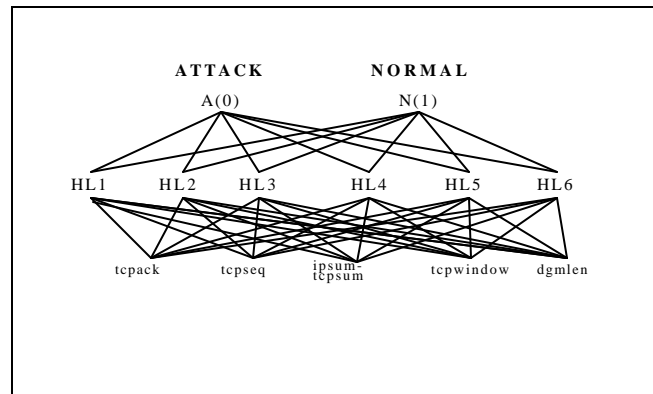 ATTACK NORMAL
A(0) N(1)
HL1 HL2 HL3 HL4 HL5 HL6
tcpack tcpseq ipsum- tcpwindow dgmlen
tcpsum